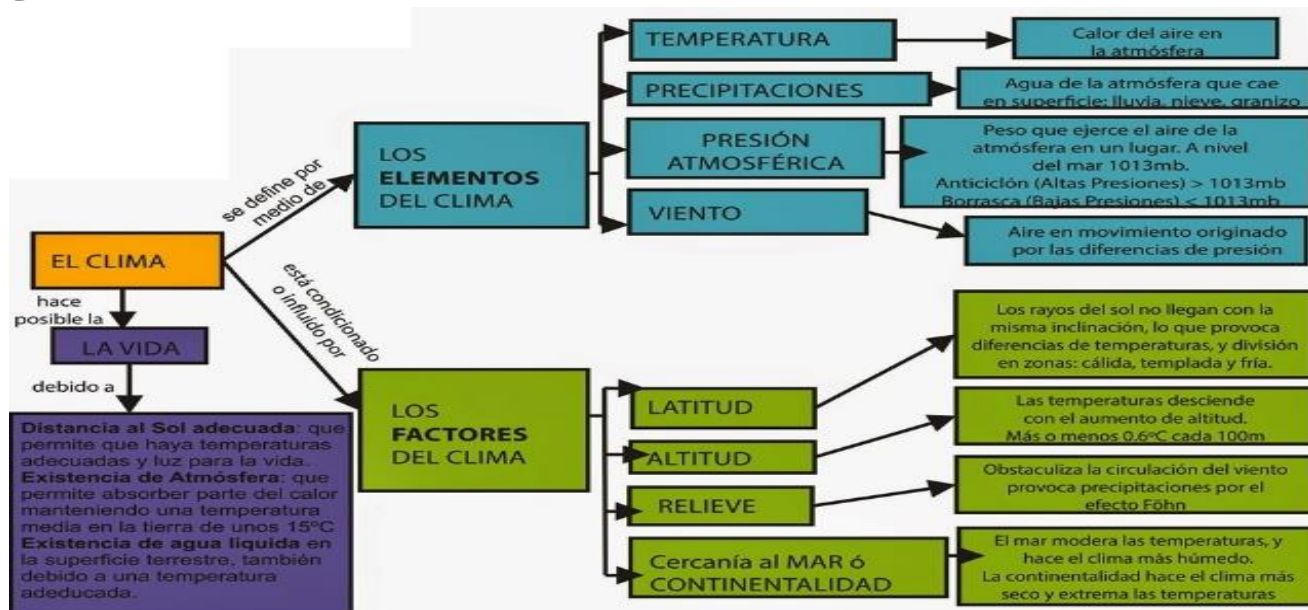 EL CLIMA
hace
posible la
LA VIDA
debido a
Distancia al Sol adecuada: que
permite que haya temperaturas
adecuadas y luz para la vida.
Existencia de Atmósfera: que
permite absorber parte del calor
manteniendo una temperatura
media en la tierra de unos 15ºC
Existencia de agua líquida en
la superficie terrestre, también
debido a una temperatura
adeducada.
se define por
medio de
LOS
ELEMENTOS
DEL CLIMA
TEMPERATURA
Calor del aire en
la atmósfera
PRECIPITACIONES
Agua de la atmósfera que cae
en superficie: lluvia, nieve, granizo
PRESIÓN
ATMOSFÉRICA
Peso que ejerce el aire de la
atmósfera en un lugar. A nivel
del mar 1013mb.
Anticiclón (Altas Presiones) > 1013mb
Borrasca (Bajas Presiones) < 1013mb
VIENTO
Aire en movimiento originado
por las diferencias de presión
está condicionado
o influído por
LOS
FACTORES
DEL CLIMA
LATITUD
Los rayos del sol no llegan con la
misma inclinación, lo que provoca
diferencias de temperaturas, y división
en zonas: cálida, templada y fría.
ALTITUD
Las temperaturas desciende
con el aumento de altitud.
Más o menos 0.6ºC cada 100m
RELIEVE
Obstaculiza la circulación del viento
provoca precipitaciones por el
efecto Föhn
Cercanía al MAR ó
CONTINENTALIDAD
El mar modera las temperaturas, y
hace el clima más húmedo.
La continentalidad hace el clima más
seco y extrema las temperaturas